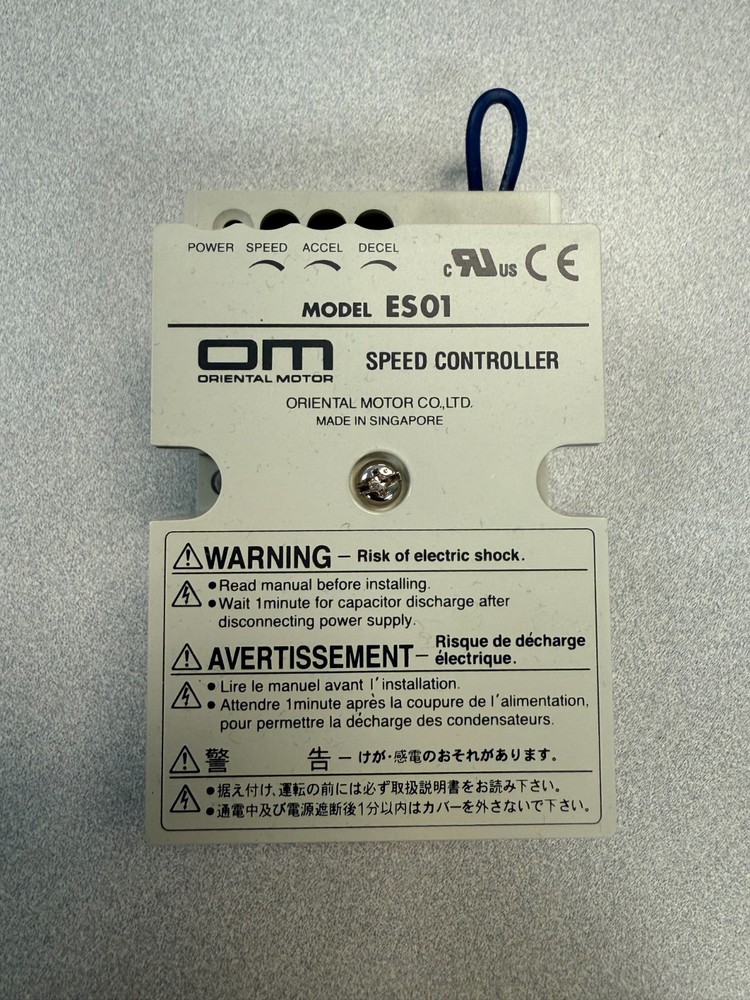 POWER SPEED ACCEL DECEL
c RU US CE
MODEL ES01
OM SPEED CONTROLLER
ORIENTAL MOTOR
ORIENTAL MOTOR CO.,LTD.
MADE IN SINGAPORE
WARNING – Risk of electric shock.
● Read manual before installing.
● Wait 1minute for capacitor discharge after
disconnecting power supply.
AVERTISSEMENT – Risque de décharge
électrique.
● Lire le manuel avant l'installation.
● Attendre 1minute après la coupure de l'alimentation,
pour permettre la décharge des condensateurs.
警 告 – けが・感電のおそれがあります。
● 据え付け、運転の前には必ず取扱説明書をお読み下さい。
● 通電中及び電源遮断後1分以内はカバーを外さないで下さい。